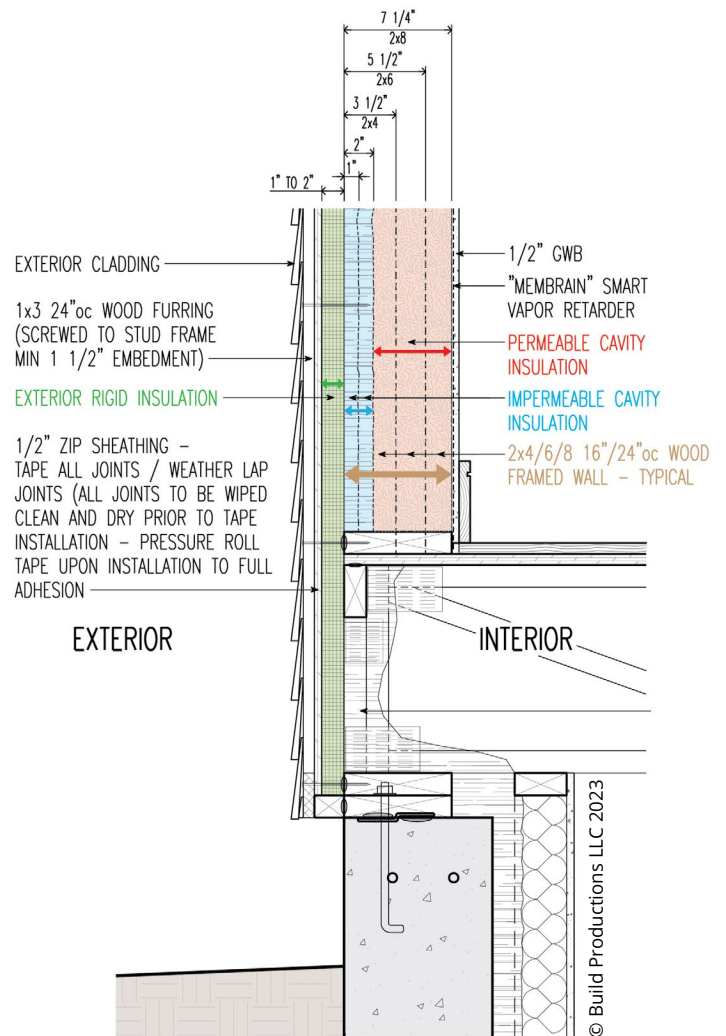 7 1/4"
2x8
5 1/2"
2x6
3 1/2"
2x4
2"
1"
1" TO 2"
EXTERIOR CLADDING
1x3 24"oc WOOD FURRING
(SCREWED TO STUD FRAME
MIN 1 1/2" EMBEDMENT)
EXTERIOR RIGID INSULATION
1/2" ZIP SHEATHING –
TAPE ALL JOINTS / WEATHER LAP
JOINTS (ALL JOINTS TO BE WIPED
CLEAN AND DRY PRIOR TO TAPE
INSTALLATION – PRESSURE ROLL
TAPE UPON INSTALLATION TO FULL
ADHESION
1/2" GWB
"MEMBRAIN" SMART
VAPOR RETARDER
PERMEABLE CAVITY
INSULATION
IMPERMEABLE CAVITY
INSULATION
2x4/6/8 16"/24"oc WOOD
FRAMED WALL – TYPICAL
EXTERIOR
INTERIOR
© Build Productions LLC 2023